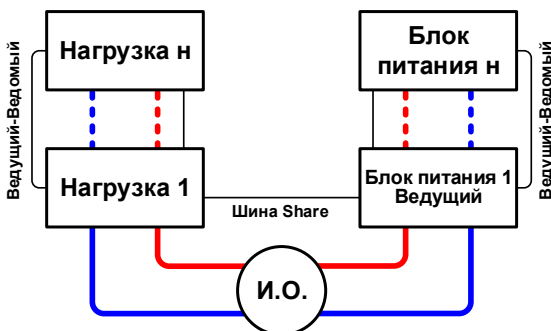 Ведущий-Ведомый
Нагрузка н
Блок
питания н
Ведущий-Ведомый
Нагрузка 1
Блок питания 1
Ведущий
Шина Share
И.О.